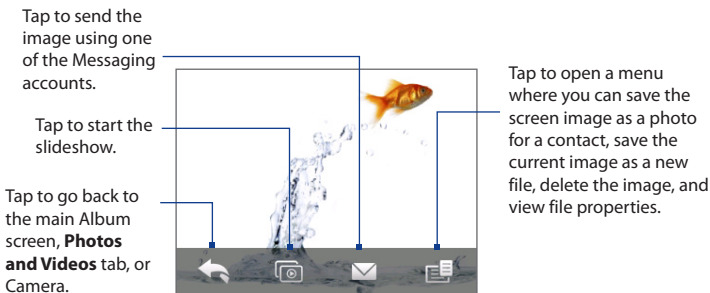 Tap to send the
image using one
of the Messaging
accounts.
Tap to start the
slideshow.
Tap to go back to
the main Album
screen, Photos
and Videos tab, or
Camera.
Tap to open a menu
where you can save the
screen image as a photo
for a contact, save the
current image as a new
file, delete the image, and
view file properties.